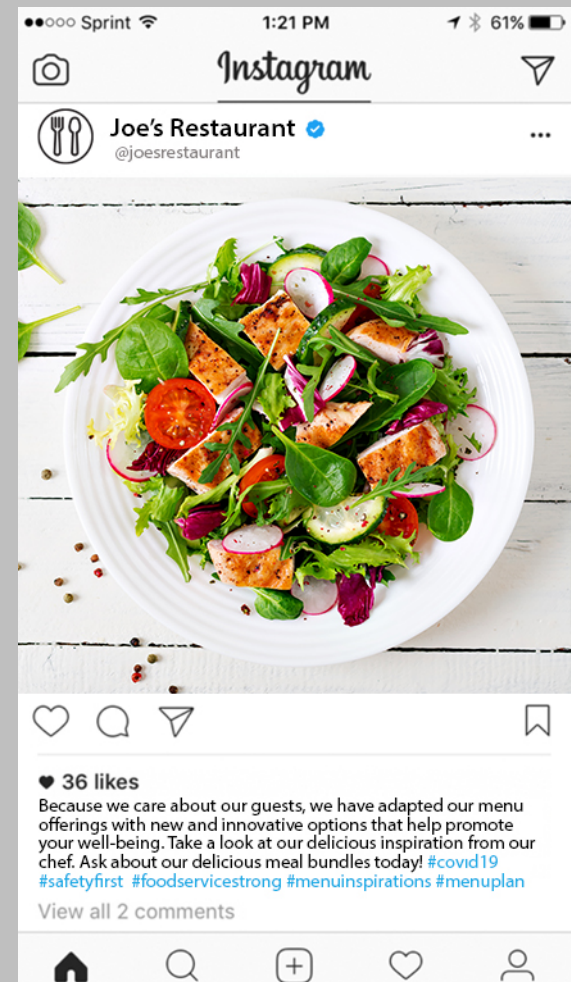 Sprint 1:21 PM 61%
Instagram
Joe's Restaurant
@joesrestaurant
36 likes
Because we care about our guests, we have adapted our menu
offerings with new and innovative options that help promote
your well-being. Take a look at our delicious inspiration from our
chef. Ask about our delicious meal bundles today! #covid19
#safetyfirst #foodservicestrong #menuinspirations #menuplan
View all 2 comments